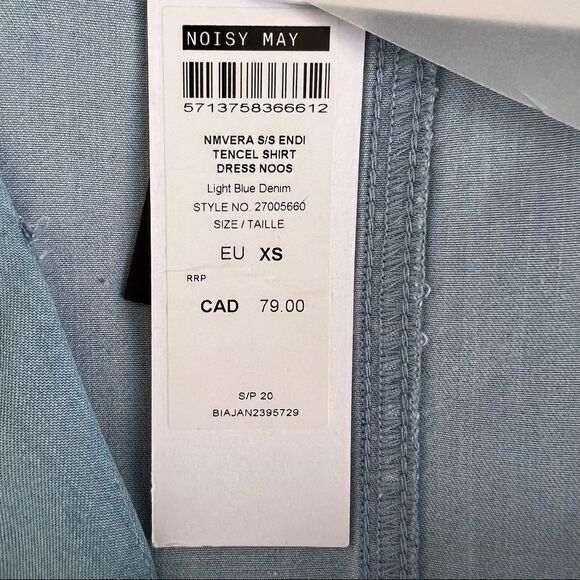 NOISY MAY
5713758366612
NMVERA S/S ENDI
TENCEL SHIRT
DRESS NOOS
Light Blue Denim
STYLE NO. 27005660
SIZE / TAILLE
EU XS
RRP
CAD 79.00
S/P 20
BIAJAN2395729